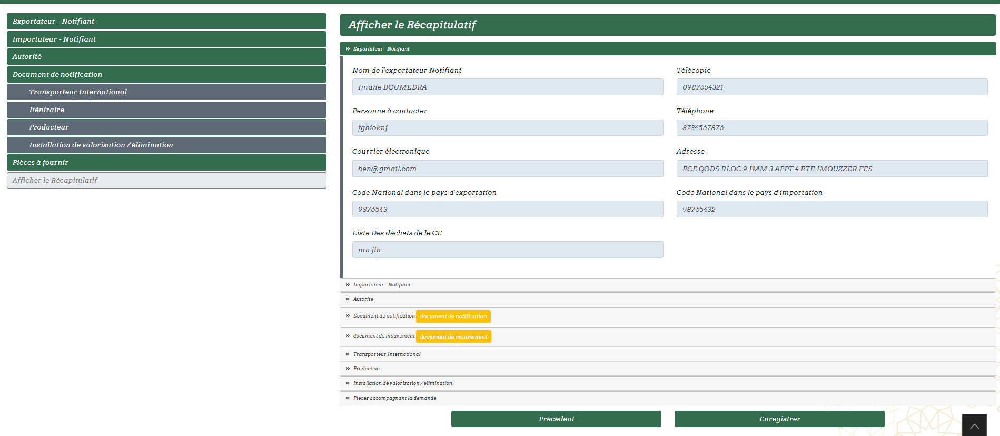 Exportateur - Notifiant
Importateur - Notifiant
Autorité
Document de notification
Transporteur International
Iténiraire
Producteur
Installation de valorisation / élimination
Pièces à fournir
Afficher le Récapitulatif
Afficher le Récapitulatif
» Exportateur - Notifiant
Nom de l'exportateur Notifiant
Imane BOUMEDRA
Télécopie
0987654321
Personne à contacter
fghioknj
Téléphone
8734567876
Courrier électronique
ben@gmail.com
Adresse
RCE QODS BLOC 9 IMM 3 APPT 4 RTE IMOUZZER FES
Code National dans le pays d'exportation
9876543
Code National dans le pays d'importation
98765432
Liste Des déchets de le CE
mn jin
» Importateur - Notifiant
» Autorité
» Document de notification document de notification
» document de mouvement document de mouvement
» Transporteur International
» Producteur
» Installation de valorisation / élimination
» Pièces accompagnant la demande
Précédent
Enregistrer